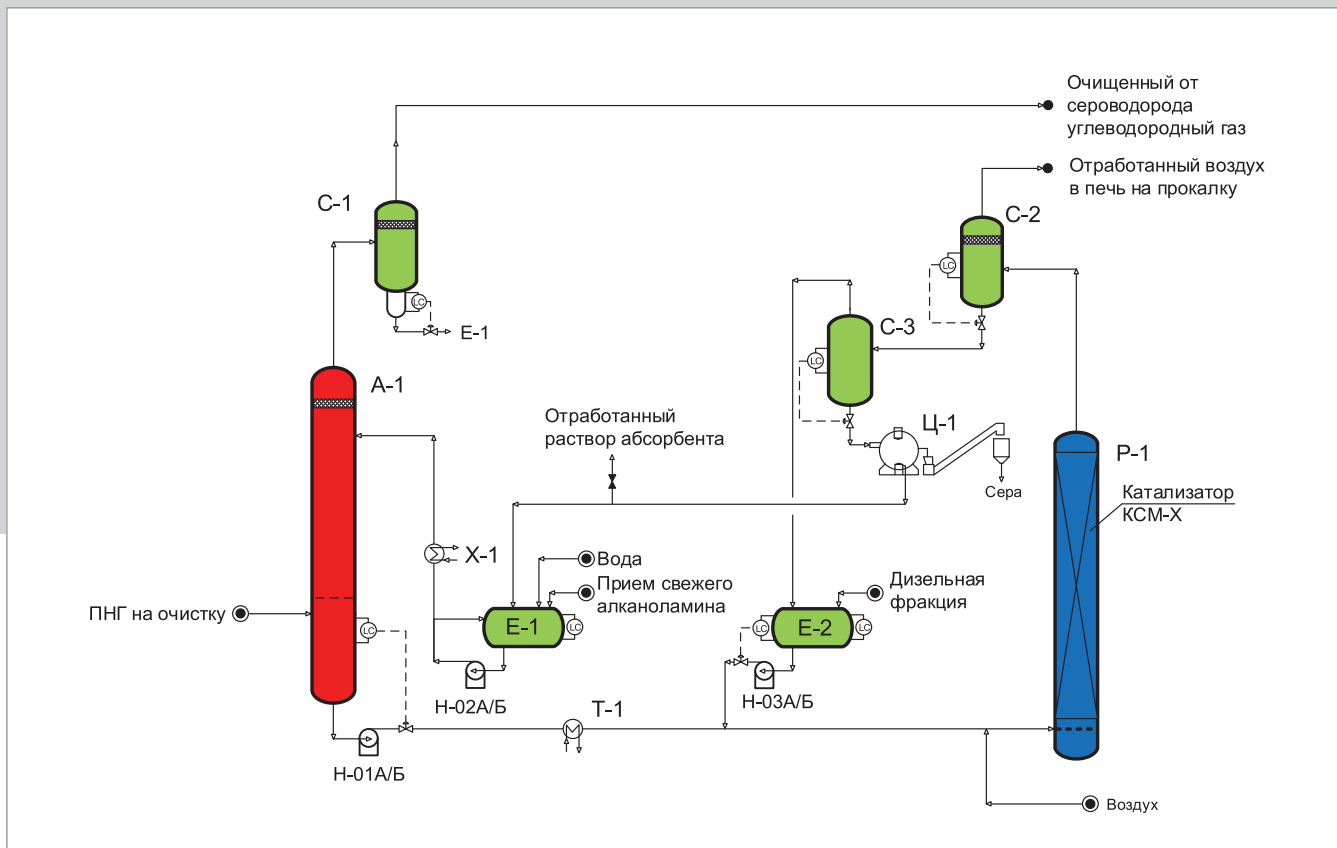 Очищенный от
сероводорода
углеводородный газ
Отработанный воздух
в печь на прокалку
С-1
С-2
LC
LC
Е-1
С-3
LC
А-1
Отработанный
раствор абсорбента
Ц-1
Р-1
Сера
Катализатор
КСМ-Х
Х-1
Вода
Прием свежего
алканоламина
Дизельная
фракция
ПНГ на очистку
LC
Е-1
LC
LC
Е-2
LC
Н-02А/Б
Н-03А/Б
Т-1
Н-01А/Б
Воздух